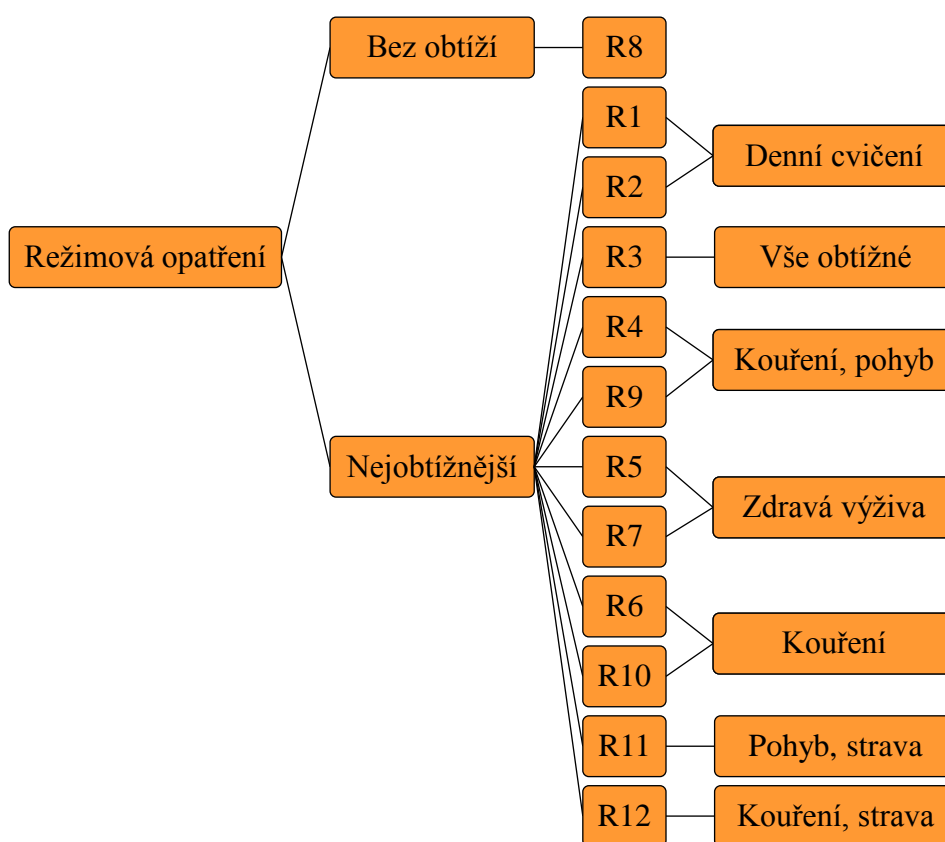 Bez obtíží
R8
R1
Denní cvičení
R2
Režimová opatření
R3
Vše obtížné
R4
Kouření, pohyb
R9
Nejobtížnější
R5
Zdravá výživa
R7
R6
Kouření
R10
R11
Pohyb, strava
R12
Kouření, strava